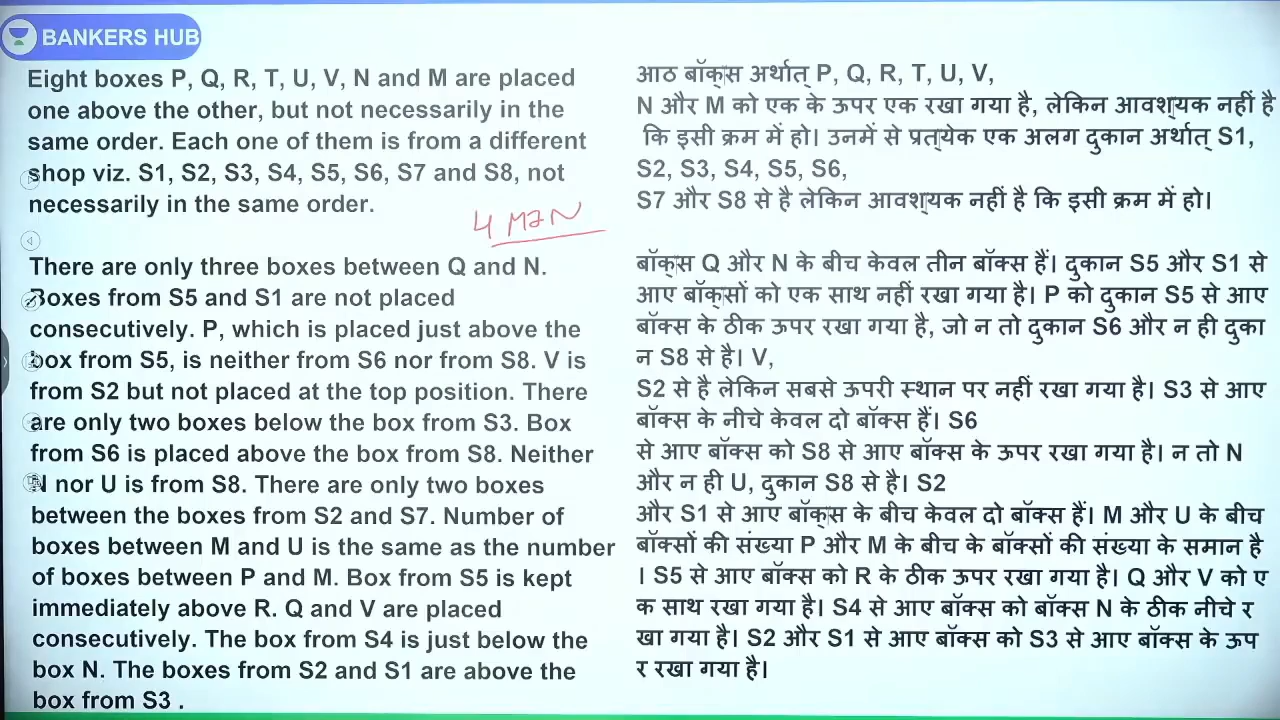 BANKERS HUB
Eight boxes P, Q, R, T, U, V, N and M are placed
one above the other, but not necessarily in the
same order. Each one of them is from a different
shop viz. S1, S2, S3, S4, S5, S6, S7 and S8, not
necessarily in the same order.
4 MIN
There are only three boxes between Q and N.
Boxes from S5 and S1 are not placed
consecutively. P, which is placed just above the
box from S5, is neither from S6 nor from S8. V is
from S2 but not placed at the top position. There
are only two boxes below the box from S3. Box
from S6 is placed above the box from S8. Neither
N nor U is from S8. There are only two boxes
between the boxes from S2 and S7. Number of
boxes between M and U is the same as the number
of boxes between P and M. Box from S5 is kept
immediately above R. Q and V are placed
consecutively. The box from S4 is just below the
box N. The boxes from S2 and S1 are above the
box from S3 .
आठ बॉक्स अर्थात् P, Q, R, T, U, V,
N और M को एक के ऊपर एक रखा गया है, लेकिन आवश्यक नहीं है
कि इसी क्रम में हो। उनमें से प्रत्येक एक अलग दुकान अर्थात् S1,
S2, S3, S4, S5, S6,
S7 और S8 से है लेकिन आवश्यक नहीं है कि इसी क्रम में हो।
बॉक्स Q और N के बीच केवल तीन बॉक्स हैं। दुकान S5 और S1 से
आए बॉक्सों को एक साथ नहीं रखा गया है। P को दुकान S5 से आए
बॉक्स के ठीक ऊपर रखा गया है, जो न तो दुकान S6 और न ही दुका
न S8 से है। V,
S2 से है लेकिन सबसे ऊपरी स्थान पर नहीं रखा गया है। S3 से आए
बॉक्स के नीचे केवल दो बॉक्स हैं। S6
से आए बॉक्स को S8 से आए बॉक्स के ऊपर रखा गया है। न तो N
और न ही U, दुकान S8 से है। S2
और S1 से आए बॉक्स के बीच केवल दो बॉक्स हैं। M और U के बीच
बॉक्सों की संख्या P और M के बीच के बॉक्सों की संख्या के समान है
। S5 से आए बॉक्स को R के ठीक ऊपर रखा गया है। Q और V को ए
क साथ रखा गया है। S4 से आए बॉक्स को बॉक्स N के ठीक नीचे र
खा गया है। S2 और S1 से आए बॉक्स को S3 से आए बॉक्स के ऊप
र रखा गया है।